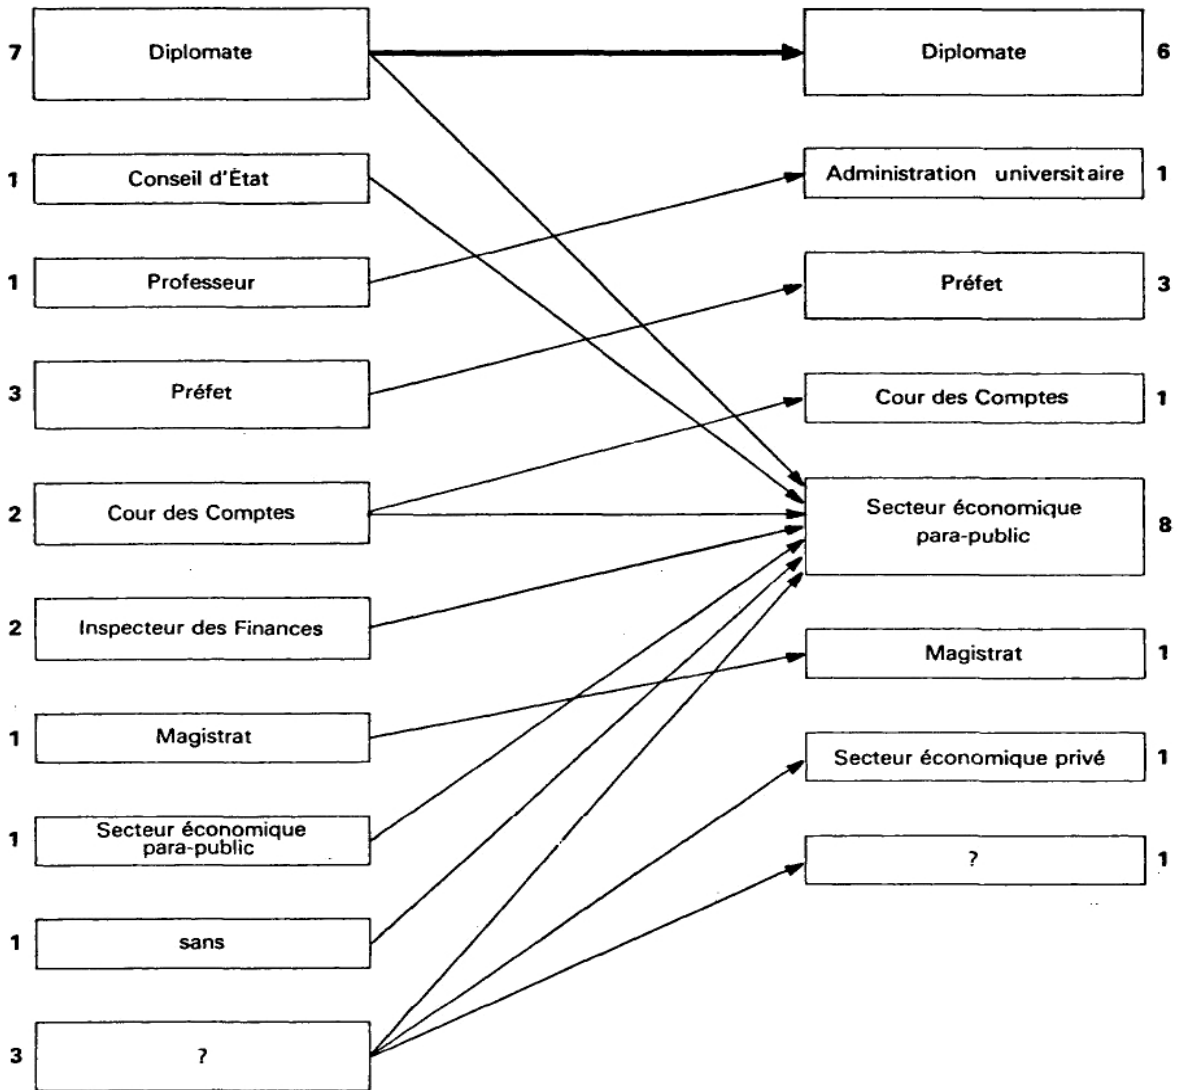 7 Diplomate Diplomate 6
1 Conseil d'État Administration universitaire 1
1 Professeur Préfet 3
3 Préfet Cour des Comptes 1
2 Cour des Comptes Secteur économique
para-public 8
2 Inspecteur des Finances Magistrat 1
1 Magistrat Secteur économique privé 1
1 Secteur économique
para-public ? 1
1 sans
3 ?